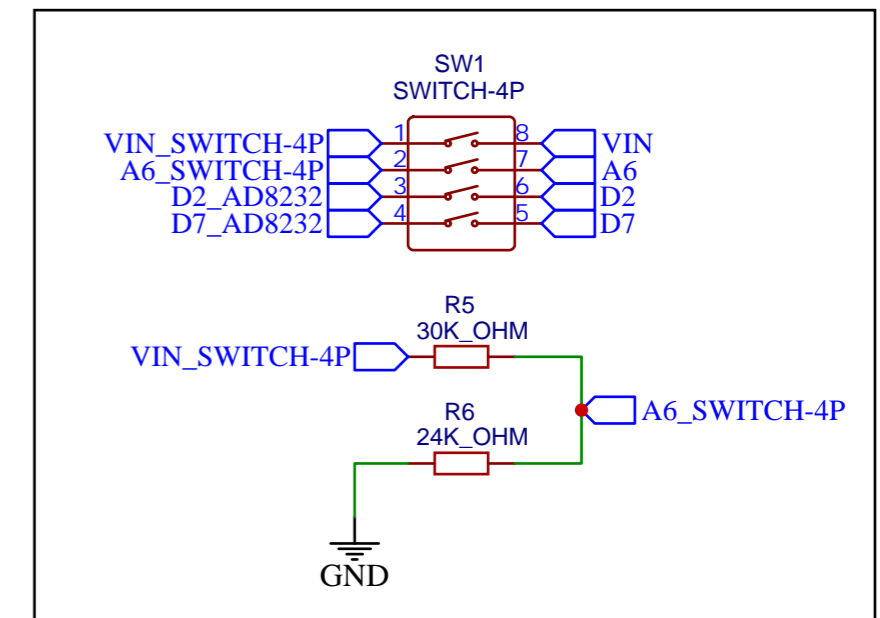 SW1
SWITCH-4P
VIN_SWITCH-4P 1 8 VIN
A6_SWITCH-4P 2 7 A6
D2_AD8232 3 6 D2
D7_AD8232 4 5 D7
R5
30K_OHM
VIN_SWITCH-4P
R6
A6_SWITCH-4P
24K_OHM
GND